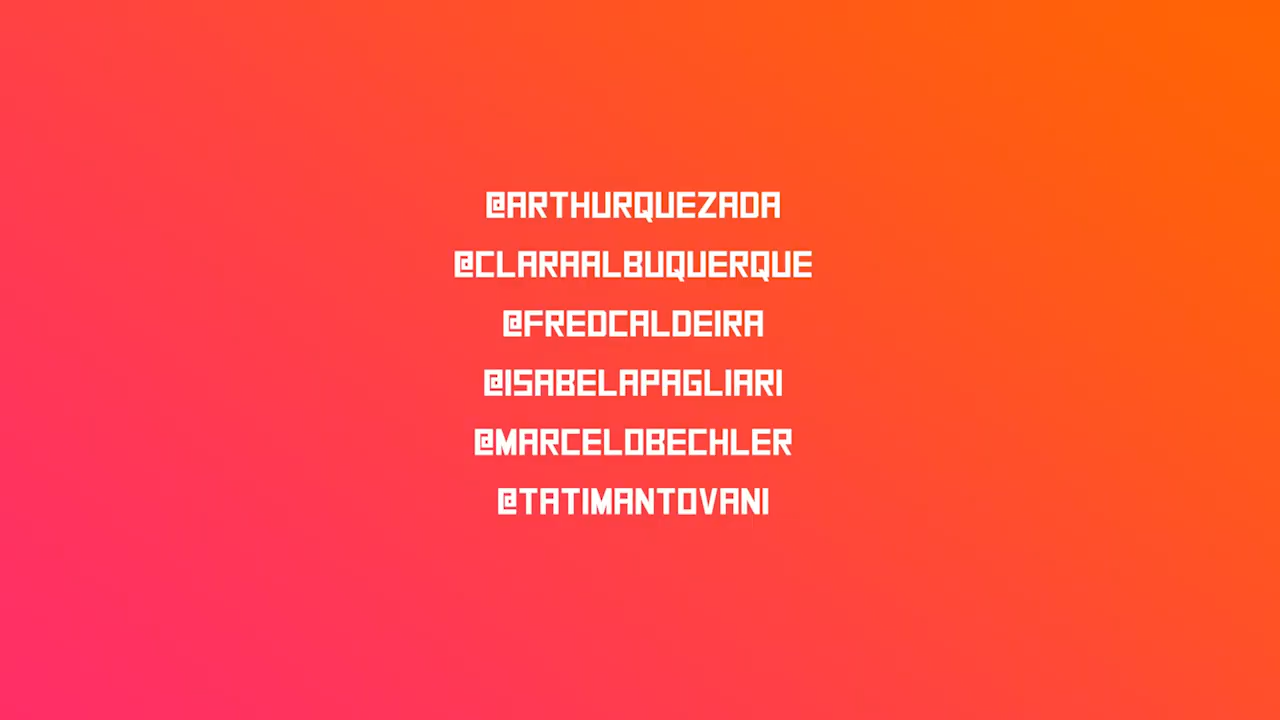 @ARTHURQUEZADA
@CLARAALBUQUERQUE
@FREDCALDEIRA
@ISABELAPAGLIARI
@MARCELOBECHLER
@TATIMANTOVANI